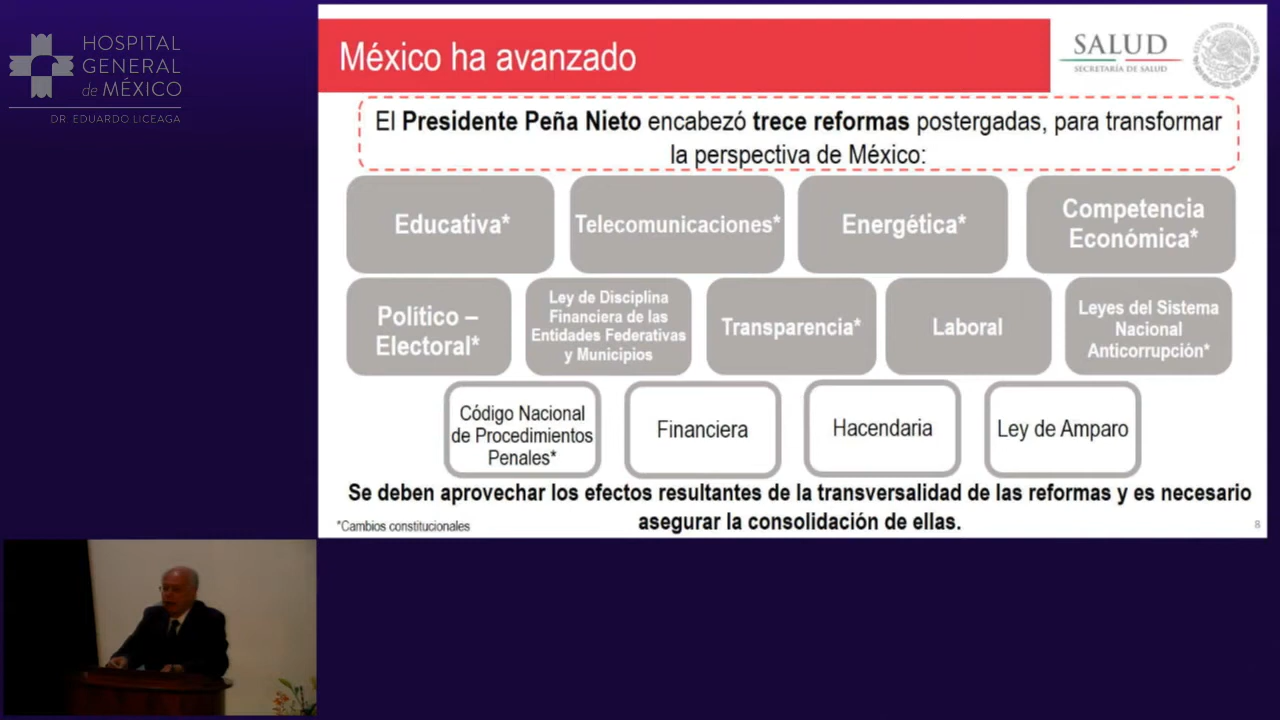 HOSPITAL
GENERAL
de MÉXICO
DR. EDUARDO LICEAGA
México ha avanzado
SALUD
SECRETARÍA DE SALUD
El Presidente Peña Nieto encabezó trece reformas postergadas, para transformar
la perspectiva de México:
Educativa*
Telecomunicaciones*
Energética*
Competencia
Económica*
Político –
Electoral*
Ley de Disciplina
Financiera de las
Entidades Federativas
y Municipios
Transparencia*
Laboral
Leyes del Sistema
Nacional
Anticorrupción*
Código Nacional
de Procedimientos
Penales*
Financiera
Hacendaria
Ley de Amparo
Se deben aprovechar los efectos resultantes de la transversalidad de las reformas y es necesario
asegurar la consolidación de ellas.
*Cambios constitucionales
8